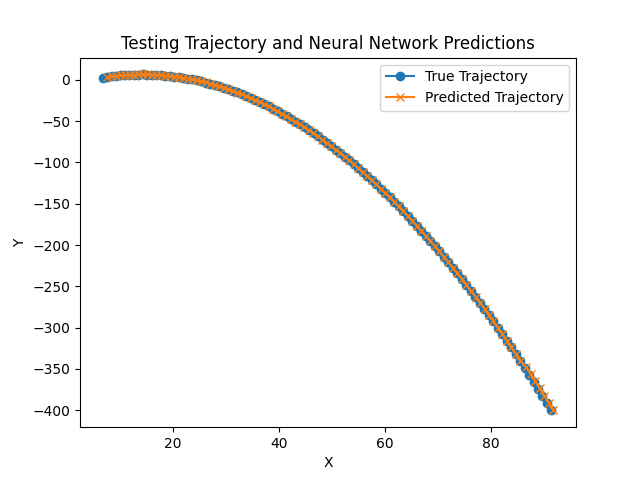 Testing Trajectory and Neural Network Predictions
True Trajectory
Predicted Trajectory
0
−50
−100
−150
−200
−250
−300
−350
−400
Y
20
40
60
80
X